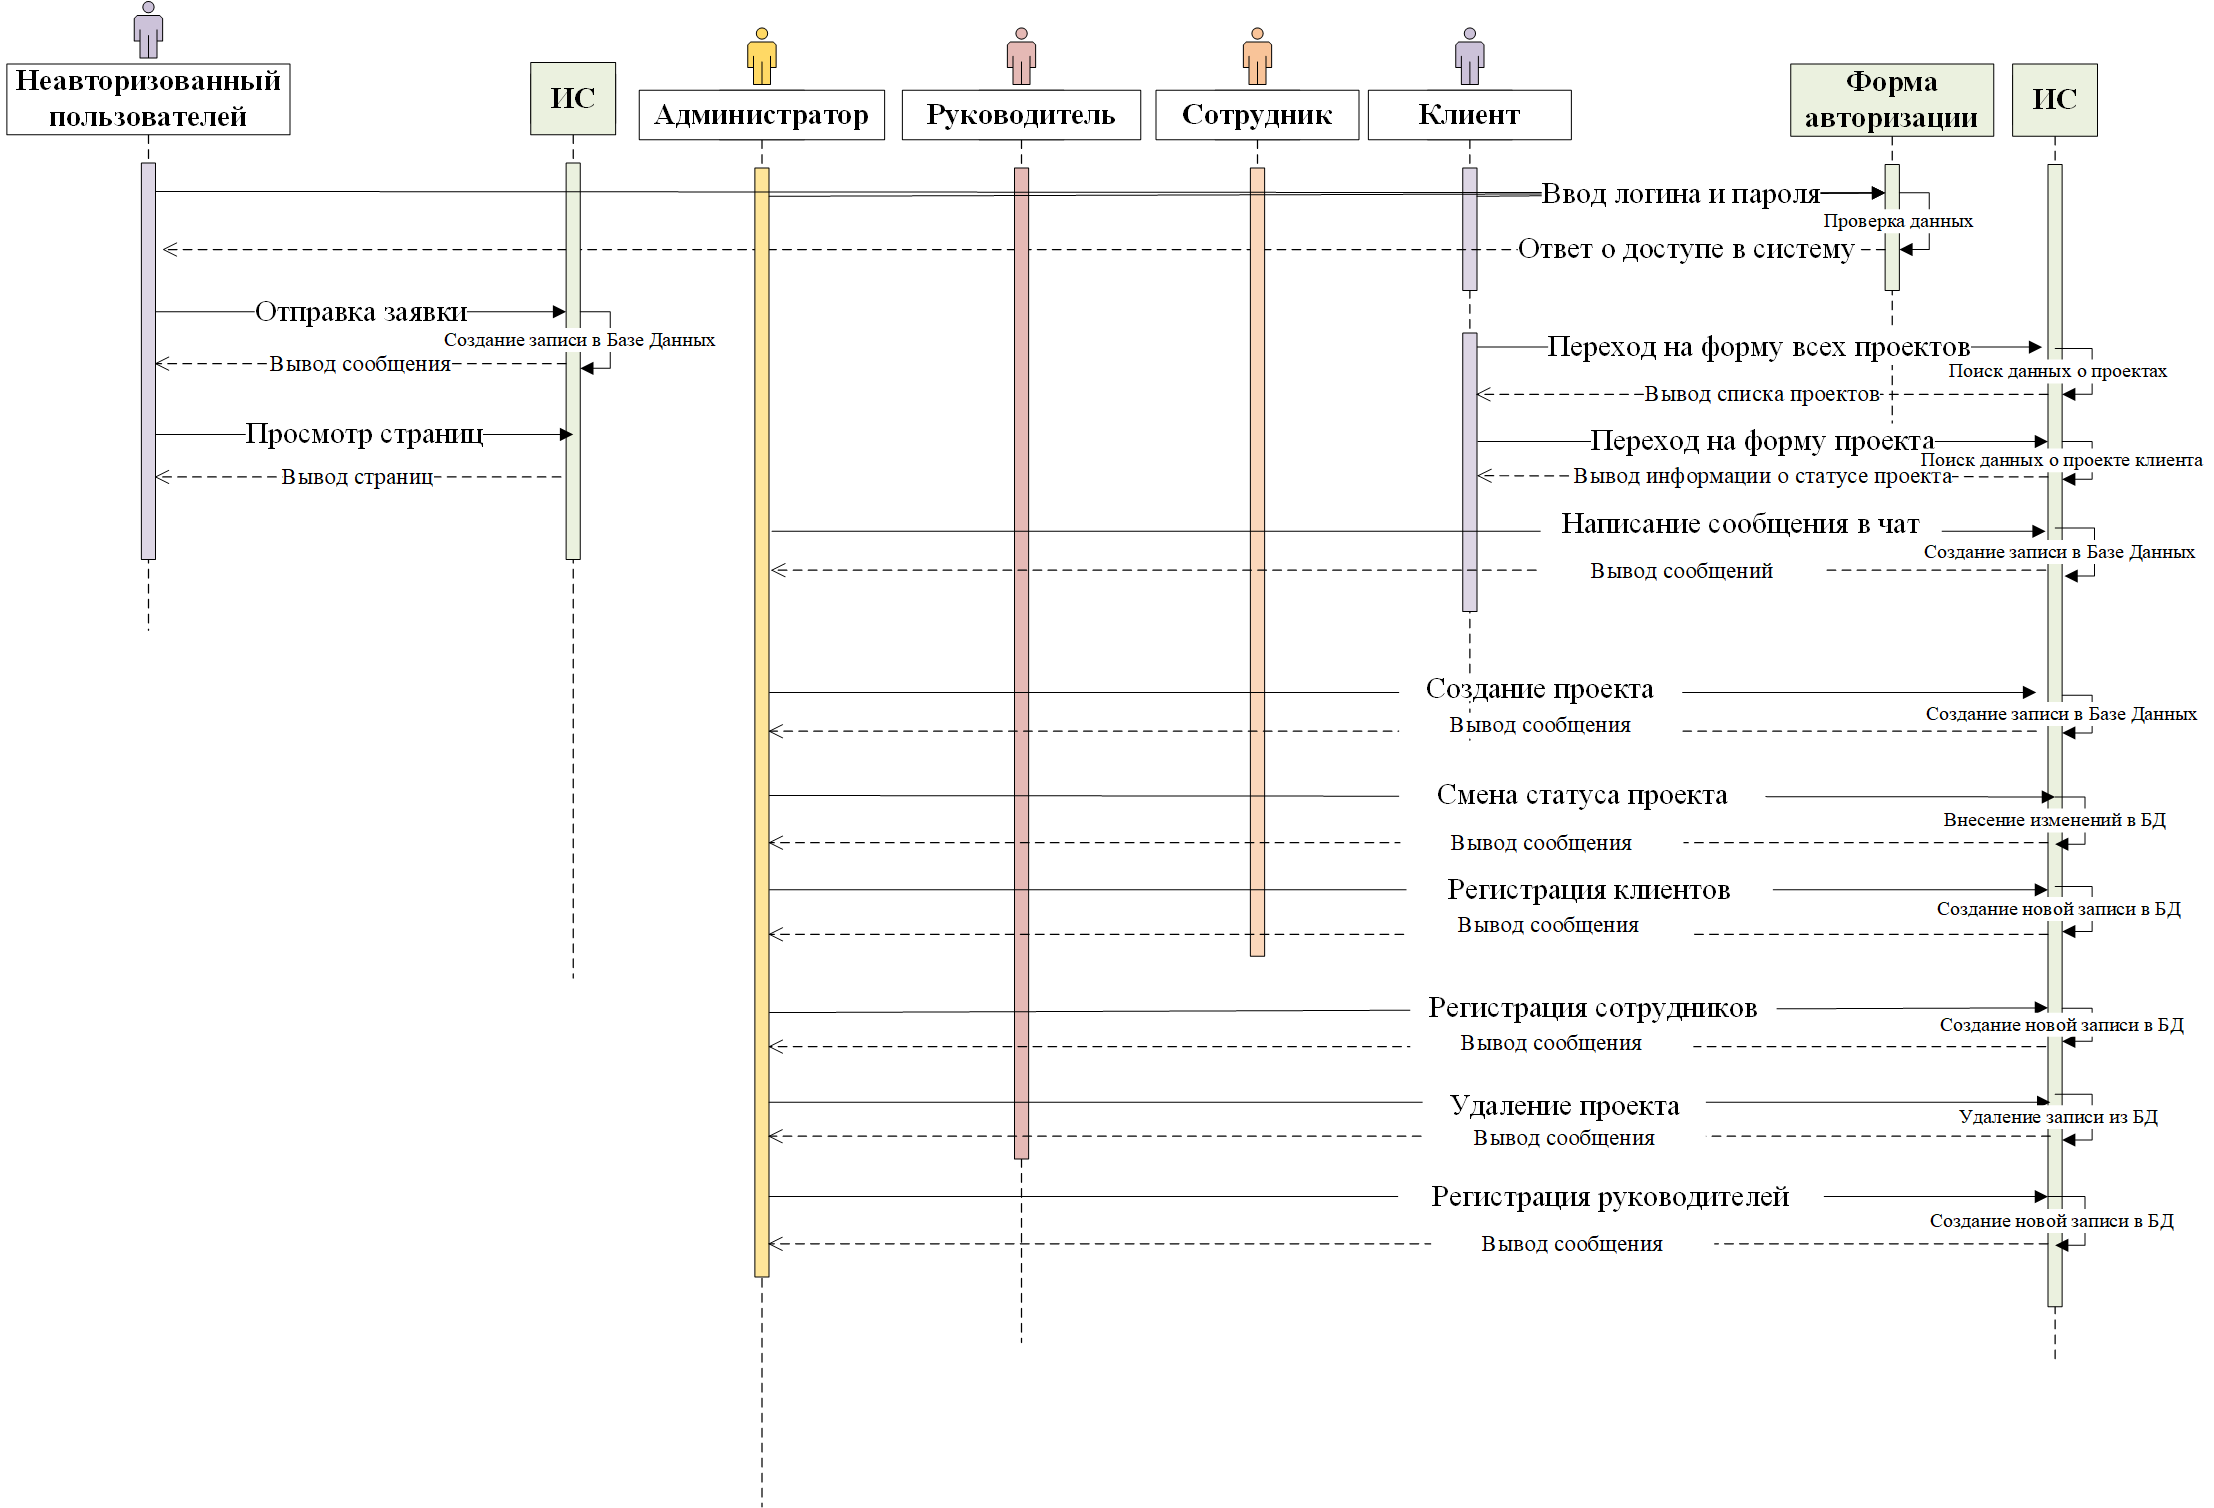 Неавторизованный
пользователей
ИС
Администратор
Руководитель
Сотрудник
Клиент
Форма
авторизации
ИС
Ввод логина и пароля
Проверка данных
Ответ о доступе в систему
Отправка заявки
Создание записи в Базе Данных
Вывод сообщения
Переход на форму всех проектов
Поиск данных о проектах
Вывод списка проектов
Просмотр страниц
Переход на форму проекта
Поиск данных о проекте клиента
Вывод страниц
Вывод информации о статусе проекта
Написание сообщения в чат
Создание записи в Базе Данных
Вывод сообщений
Создание проекта
Создание записи в Базе Данных
Вывод сообщения
Смена статуса проекта
Внесение изменений в БД
Вывод сообщения
Регистрация клиентов
Создание новой записи в БД
Вывод сообщения
Регистрация сотрудников
Создание новой записи в БД
Вывод сообщения
Удаление проекта
Удаление записи из БД
Вывод сообщения
Регистрация руководителей
Создание новой записи в БД
Вывод сообщения